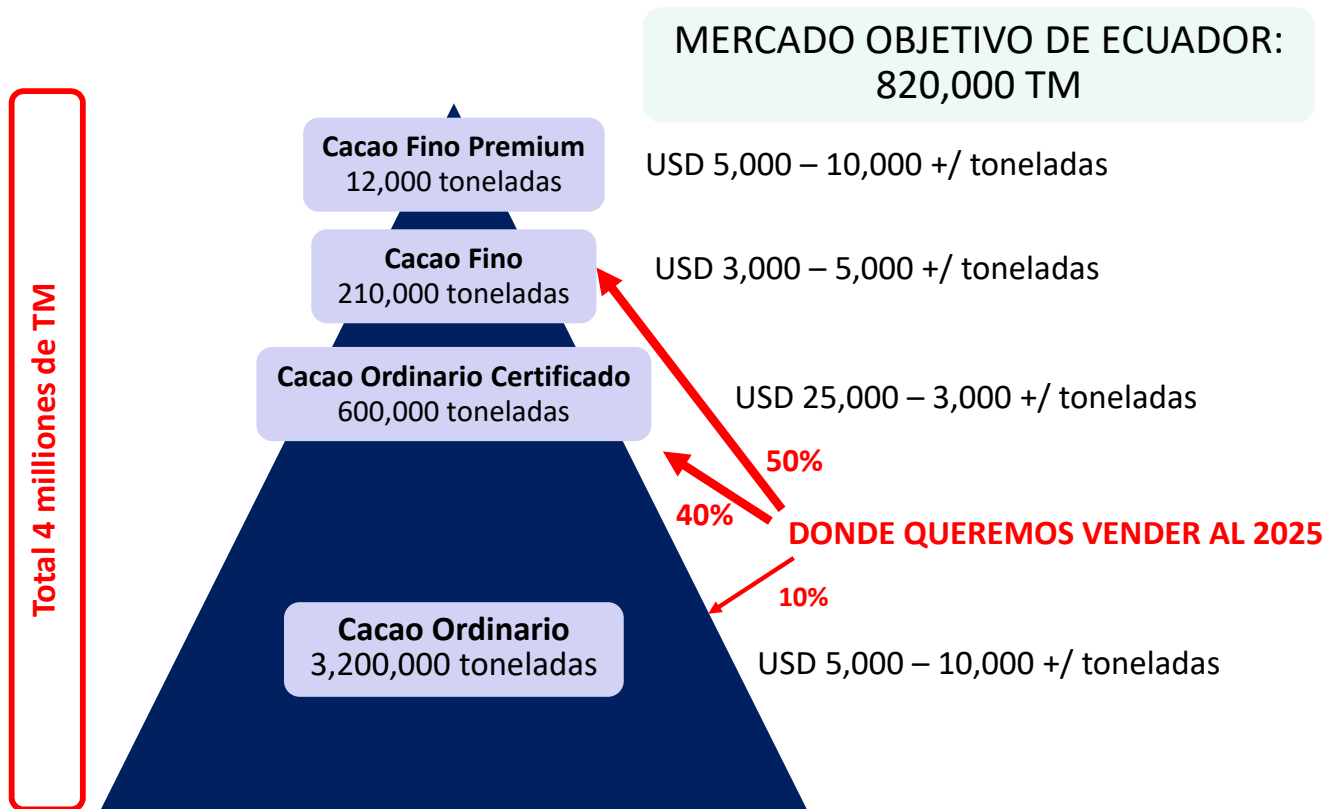 MERCADO OBJETIVO DE ECUADOR:
820,000 TM
Total 4 milliones de TM
Cacao Fino Premium
12,000 toneladas
USD 5,000 – 10,000 +/ toneladas
Cacao Fino
210,000 toneladas
USD 3,000 – 5,000 +/ toneladas
Cacao Ordinario Certificado
600,000 toneladas
USD 25,000 – 3,000 +/ toneladas
50%
40%
DONDE QUEREMOS VENDER AL 2025
10%
Cacao Ordinario
3,200,000 toneladas
USD 5,000 – 10,000 +/ toneladas